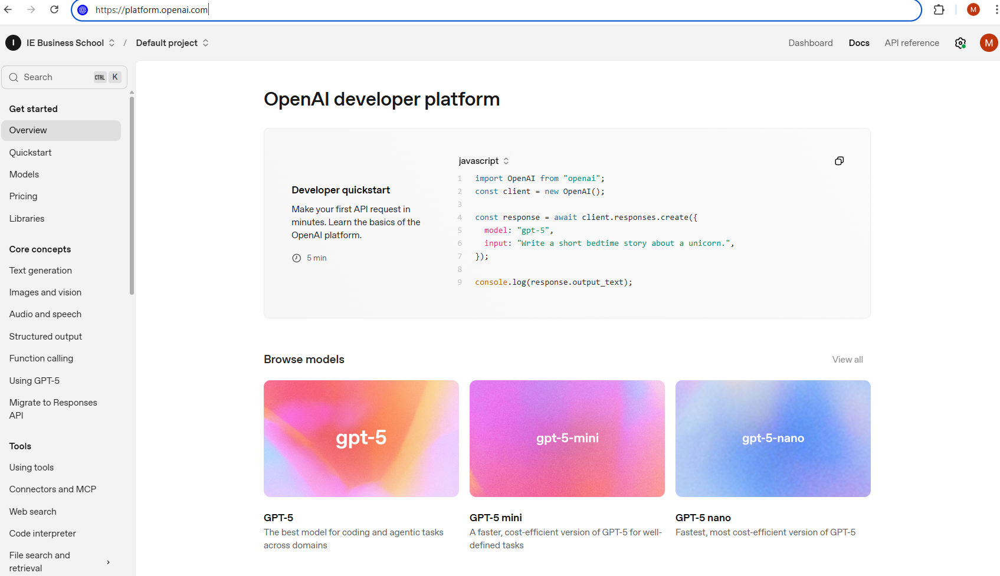 https://platform.openai.com
M
I
IE Business School
/
Default project
Dashboard
Docs
API reference
M
Search
CTRL
K
Get started
Overview
Quickstart
Models
Pricing
Libraries
Core concepts
Text generation
Images and vision
Audio and speech
Structured output
Function calling
Using GPT-5
Migrate to Responses
API
Tools
Using tools
Connectors and MCP
Web search
Code interpreter
File search and
retrieval
OpenAI developer platform
Developer quickstart
Make your first API request in
minutes. Learn the basics of the
OpenAI platform.
5 min
javascript
1 import OpenAI from "openai";
2 const client = new OpenAI();
3
4 const response = await client.responses.create({
5   model: "gpt-5",
6   input: "Write a short bedtime story about a unicorn.",
7 });
8
9 console.log(response.output_text);
Browse models
View all
gpt-5
GPT-5
The best model for coding and agentic tasks
across domains
gpt-5-mini
GPT-5 mini
A faster, cost-efficient version of GPT-5 for well-
defined tasks
gpt-5-nano
GPT-5 nano
Fastest, most cost-efficient version of GPT-5